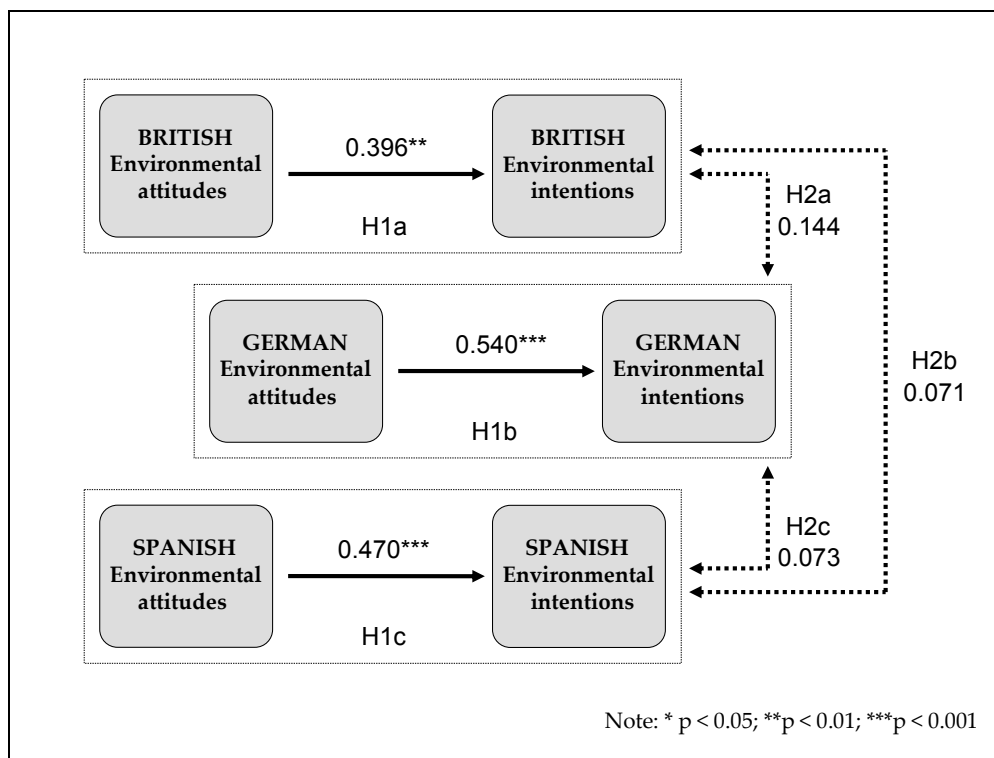 BRITISH
Environmental
attitudes
0.396**
H1a
BRITISH
Environmental
intentions
H2a
0.144
GERMAN
Environmental
attitudes
0.540***
H1b
GERMAN
Environmental
intentions
H2b
0.071
SPANISH
Environmental
attitudes
0.470***
H1c
SPANISH
Environmental
intentions
H2c
0.073
Note: * p < 0.05; **p < 0.01; ***p < 0.001